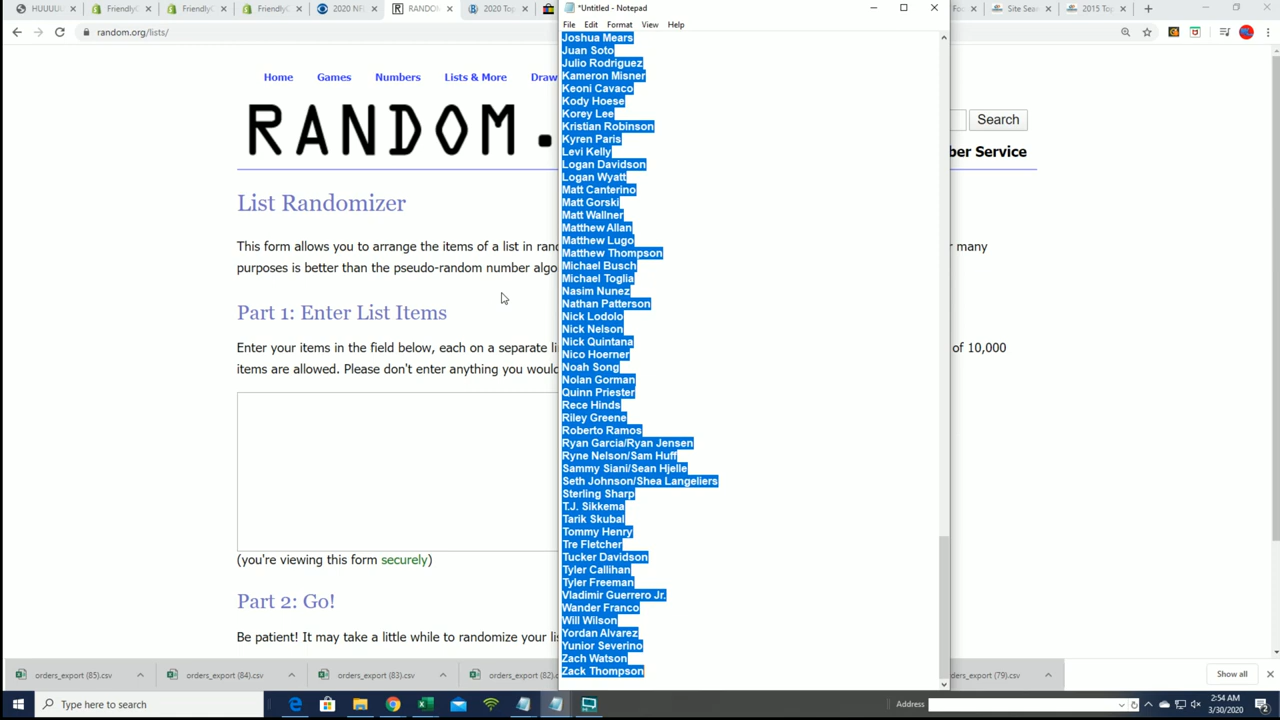 HUUUU
FriendlyC
FriendlyC
FriendlyC
2020 NF
RANDO
2020 Top
*Untitled - Notepad
Site Sear
2015 Top
random.org/lists/
File Edit Format View Help
Home Games Numbers Lists & More Draw
RANDOM.
Search
ber Service
List Randomizer
This form allows you to arrange the items of a list in ran
r many
purposes is better than the pseudo-random number algo
Part 1: Enter List Items
Enter your items in the field below, each on a separate li
of 10,000
items are allowed. Please don't enter anything you would
(you're viewing this form securely)
Part 2: Go!
Be patient! It may take a little while to randomize your lis
Joshua Mears
Juan Soto
Julio Rodriguez
Kameron Misner
Keoni Cavaco
Kody Hoese
Korey Lee
Kristian Robinson
Kyren Paris
Levi Kelly
Logan Davidson
Logan Wyatt
Matt Canterino
Matt Gorski
Matt Wallner
Matthew Allan
Matthew Lugo
Matthew Thompson
Michael Busch
Michael Toglia
Nasim Nunez
Nathan Patterson
Nick Lodolo
Nick Nelson
Nick Quintana
Nico Hoerner
Noah Song
Nolan Gorman
Quinn Priester
Rece Hinds
Riley Greene
Roberto Ramos
Ryan Garcia/Ryan Jensen
Ryne Nelson/Sam Huff
Sammy Siani/Sean Hjelle
Seth Johnson/Shea Langeliers
Sterling Sharp
T.J. Sikkema
Tarik Skubal
Tommy Henry
Tre Fletcher
Tucker Davidson
Tyler Callihan
Tyler Freeman
Vladimir Guerrero Jr.
Wander Franco
Will Wilson
Yordan Alvarez
Yunior Severino
Zach Watson
Zack Thompson
orders_export (85).csv
orders_export (84).csv
orders_export (83).csv
orders_export (82).
orders_export (79).csv
Show all
Type here to search
Address
2:54 AM
3/30/2020